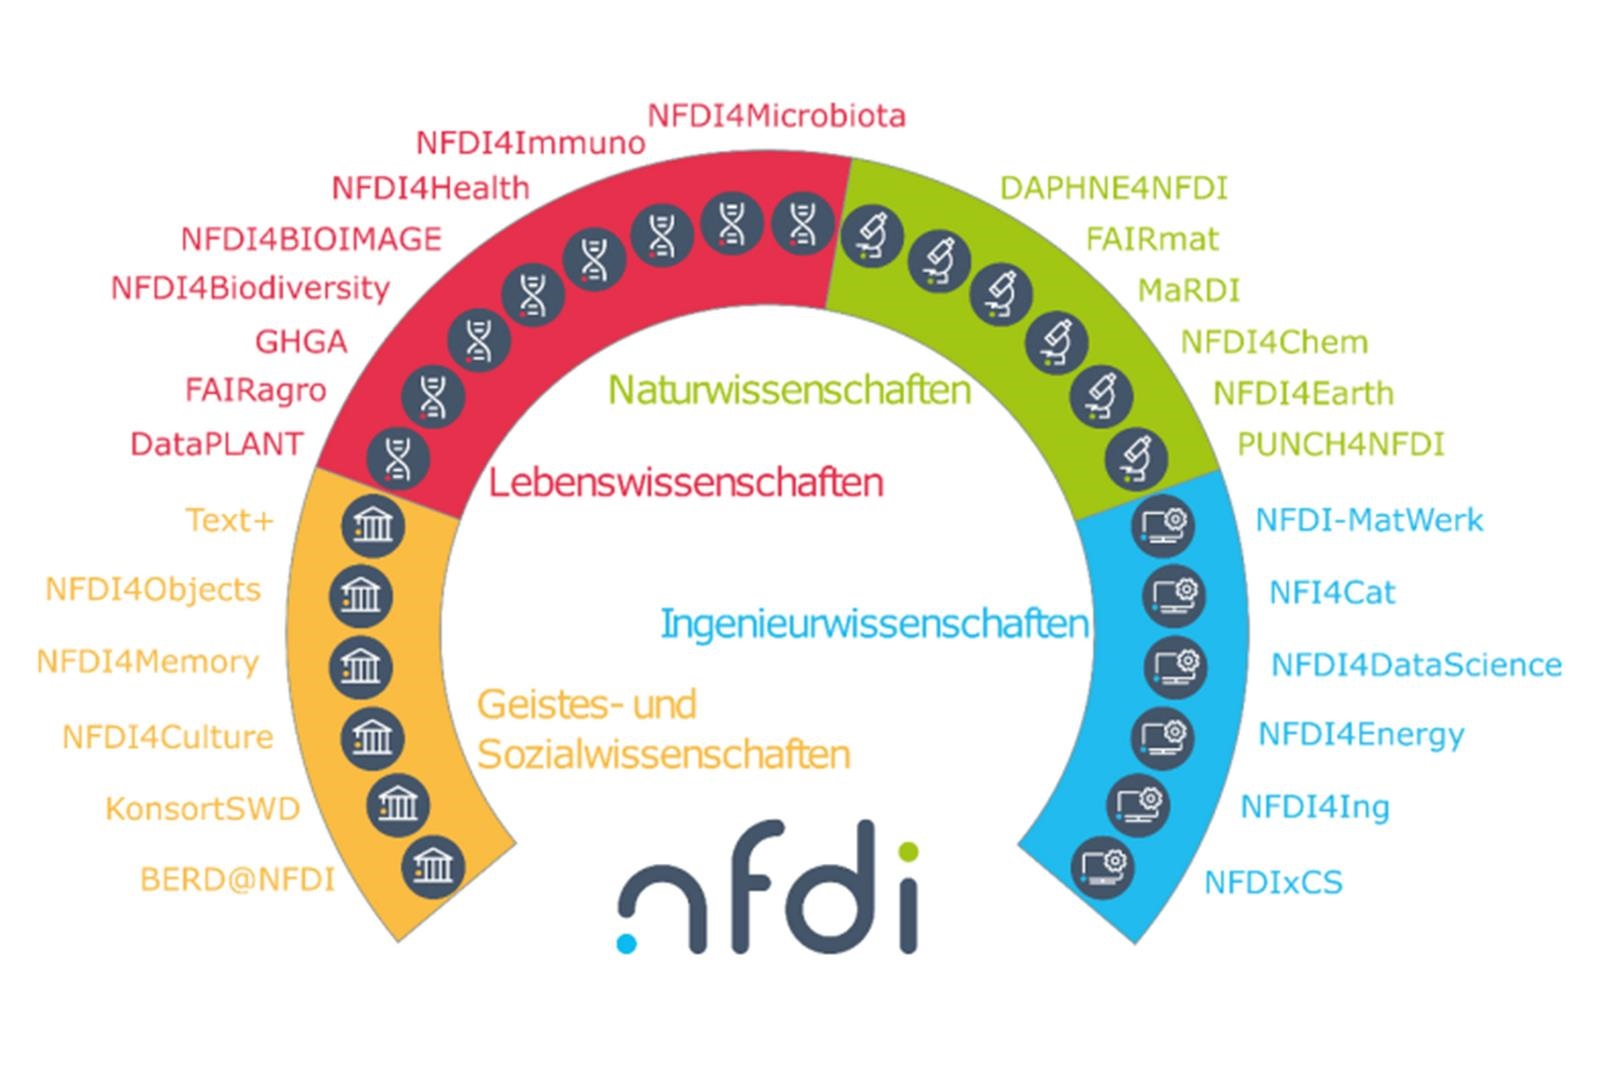 NFDI4Microbiota
NFDI4Immuno
NFDI4Health
NFDI4BIOIMAGE
NFDI4Biodiversity
GHGA
FAIRagro
DataPLANT
Text+
NFDI4Objects
NFDI4Memory
NFDI4Culture
KonsortSWD
BERD@NFDI
DAPHNE4NFDI
FAIRmat
MaRDI
NFDI4Chem
NFDI4Earth
PUNCH4NFDI
NFDI-MatWerk
NFI4Cat
NFDI4DataScience
NFDI4Energy
NFDI4Ing
NFDIxCS
Naturwissenschaften
Lebenswissenschaften
Ingenieurwissenschaften
Geistes- und
Sozialwissenschaften
nfdi